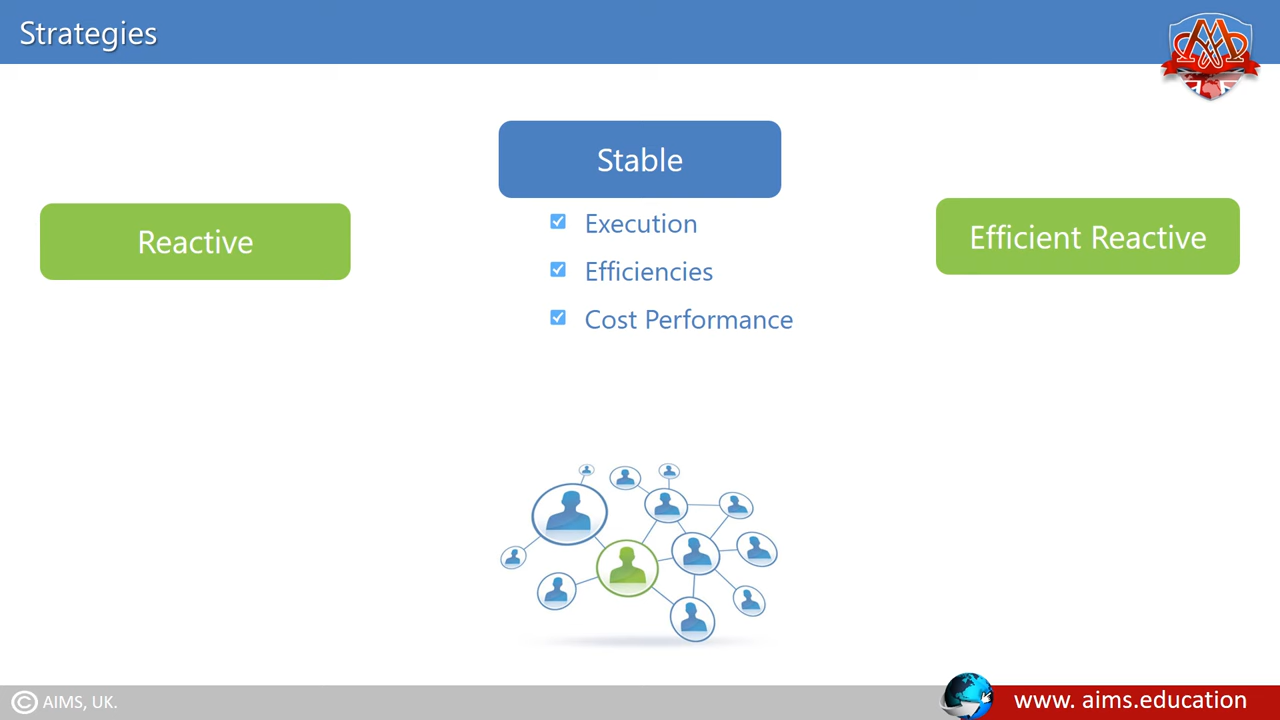 Strategies
Stable
Execution
Efficiencies
Cost Performance
Reactive
Efficient Reactive
© AIMS, UK.
www. aims.education